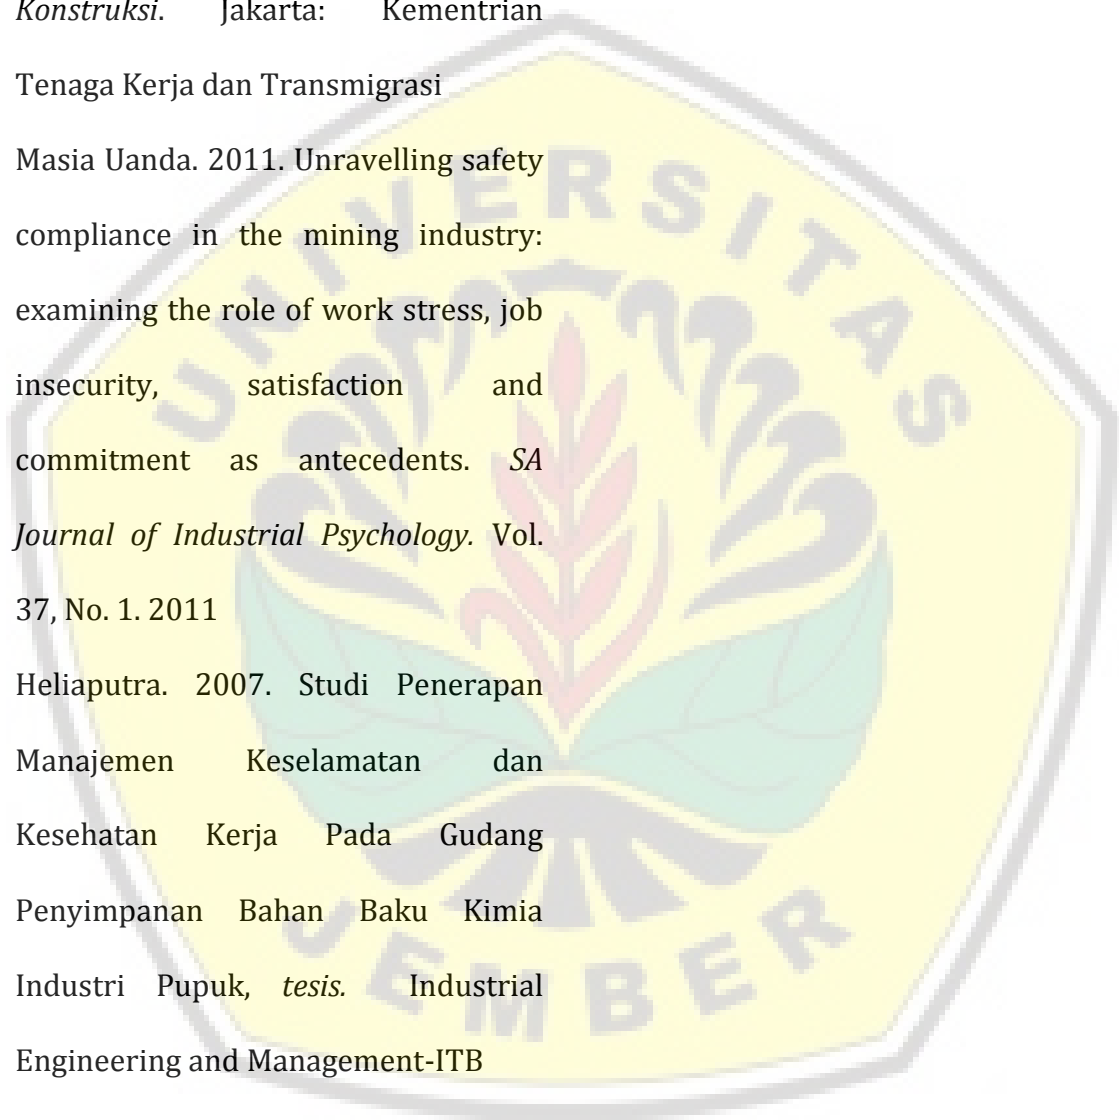 Konstruksi. Jakarta: Kementrian
Tenaga Kerja dan Transmigrasi
Masia Uanda. 2011. Unravelling safety
compliance in the mining industry:
examining the role of work stress, job
insecurity, satisfaction and
commitment as antecedents. SA
Journal of Industrial Psychology. Vol.
37, No. 1. 2011
Heliaputra. 2007. Studi Penerapan
Manajemen Keselamatan dan
Kesehatan Kerja Pada Gudang
Penyimpanan Bahan Baku Kimia
Industri Pupuk, tesis. Industrial
Engineering and Management-ITB
UNIVERSITAS
JEMBER